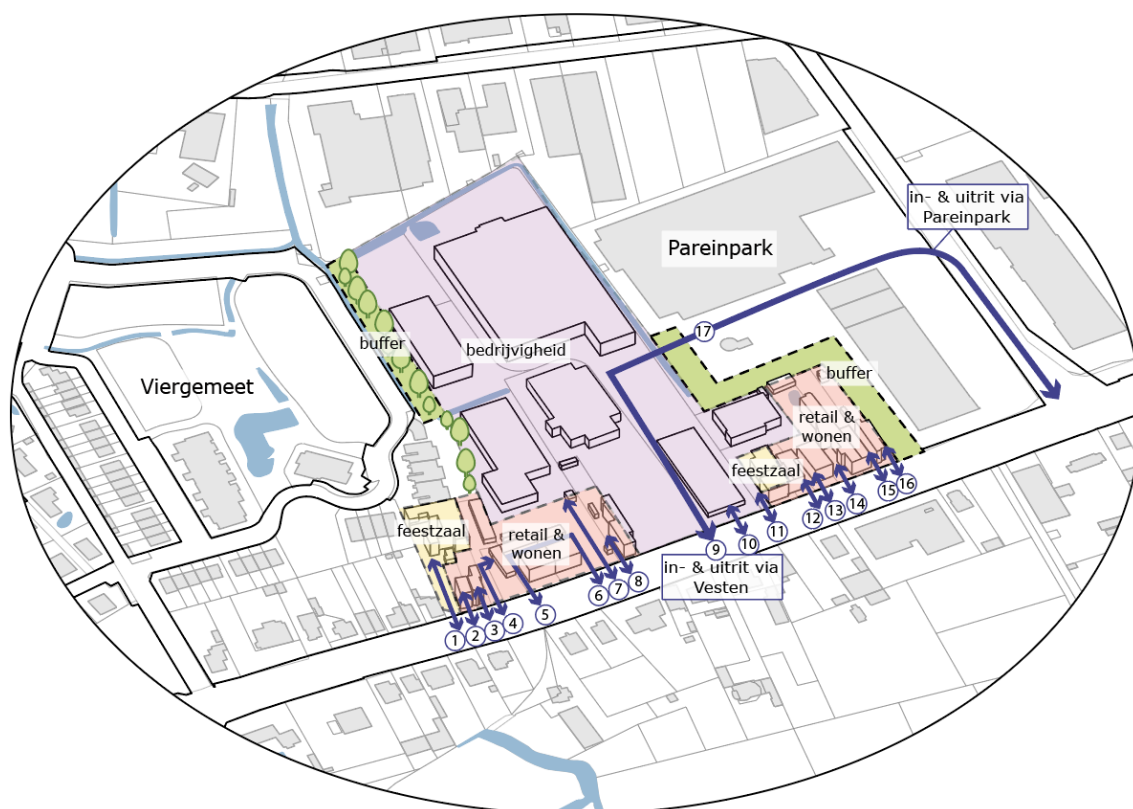 in- & uitrit via
Pareinpark
Pareinpark
17
buffer
bedrijvigheid
Viergemeet
buffer
retail &
wonen
feestzaal
feestzaal
retail &
wonen
16
15
14
13
12
11
10
9
in- & uitrit via
Vesten
8
7
6
5
4
3
2
1